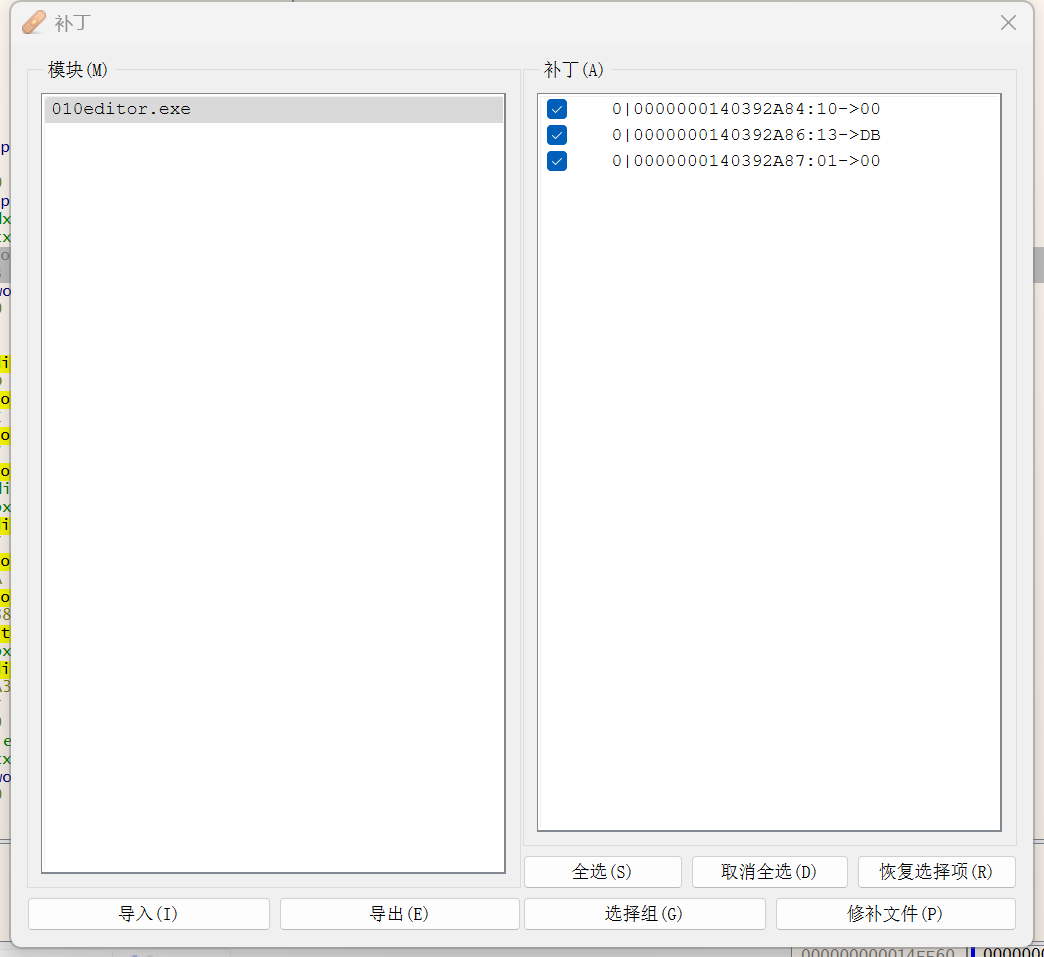 补丁
模块(M)
补丁(A)
010editor.exe
0|0000000140392A84:10->00
0|0000000140392A86:13->DB
0|0000000140392A87:01->00
全选(S)
取消全选(D)
恢复选择项(R)
导入(I)
导出(E)
选择组(G)
修补文件(P)